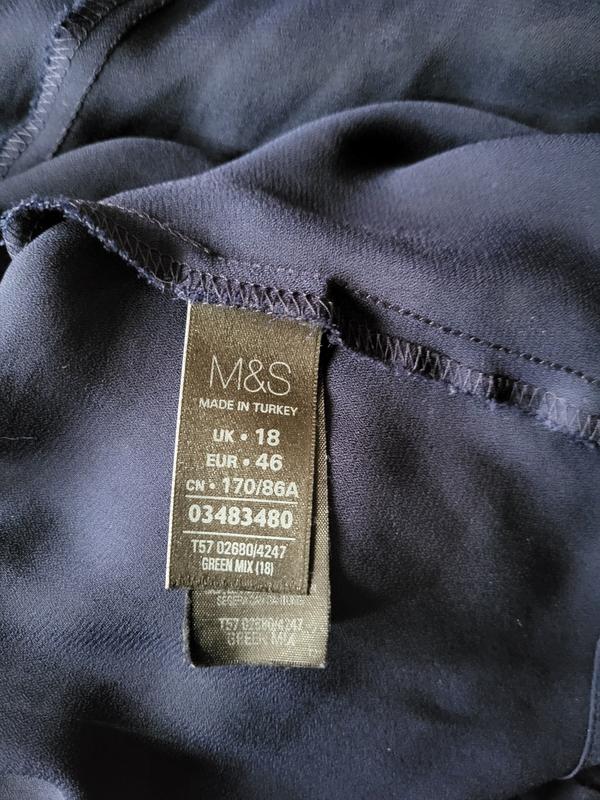 M&S
MADE IN TURKEY
UK • 18
EUR • 46
CN • 170/86A
03483480
T57 02680/4247
GREEN MIX (18)
T57 02680/4247
GREEN MIX